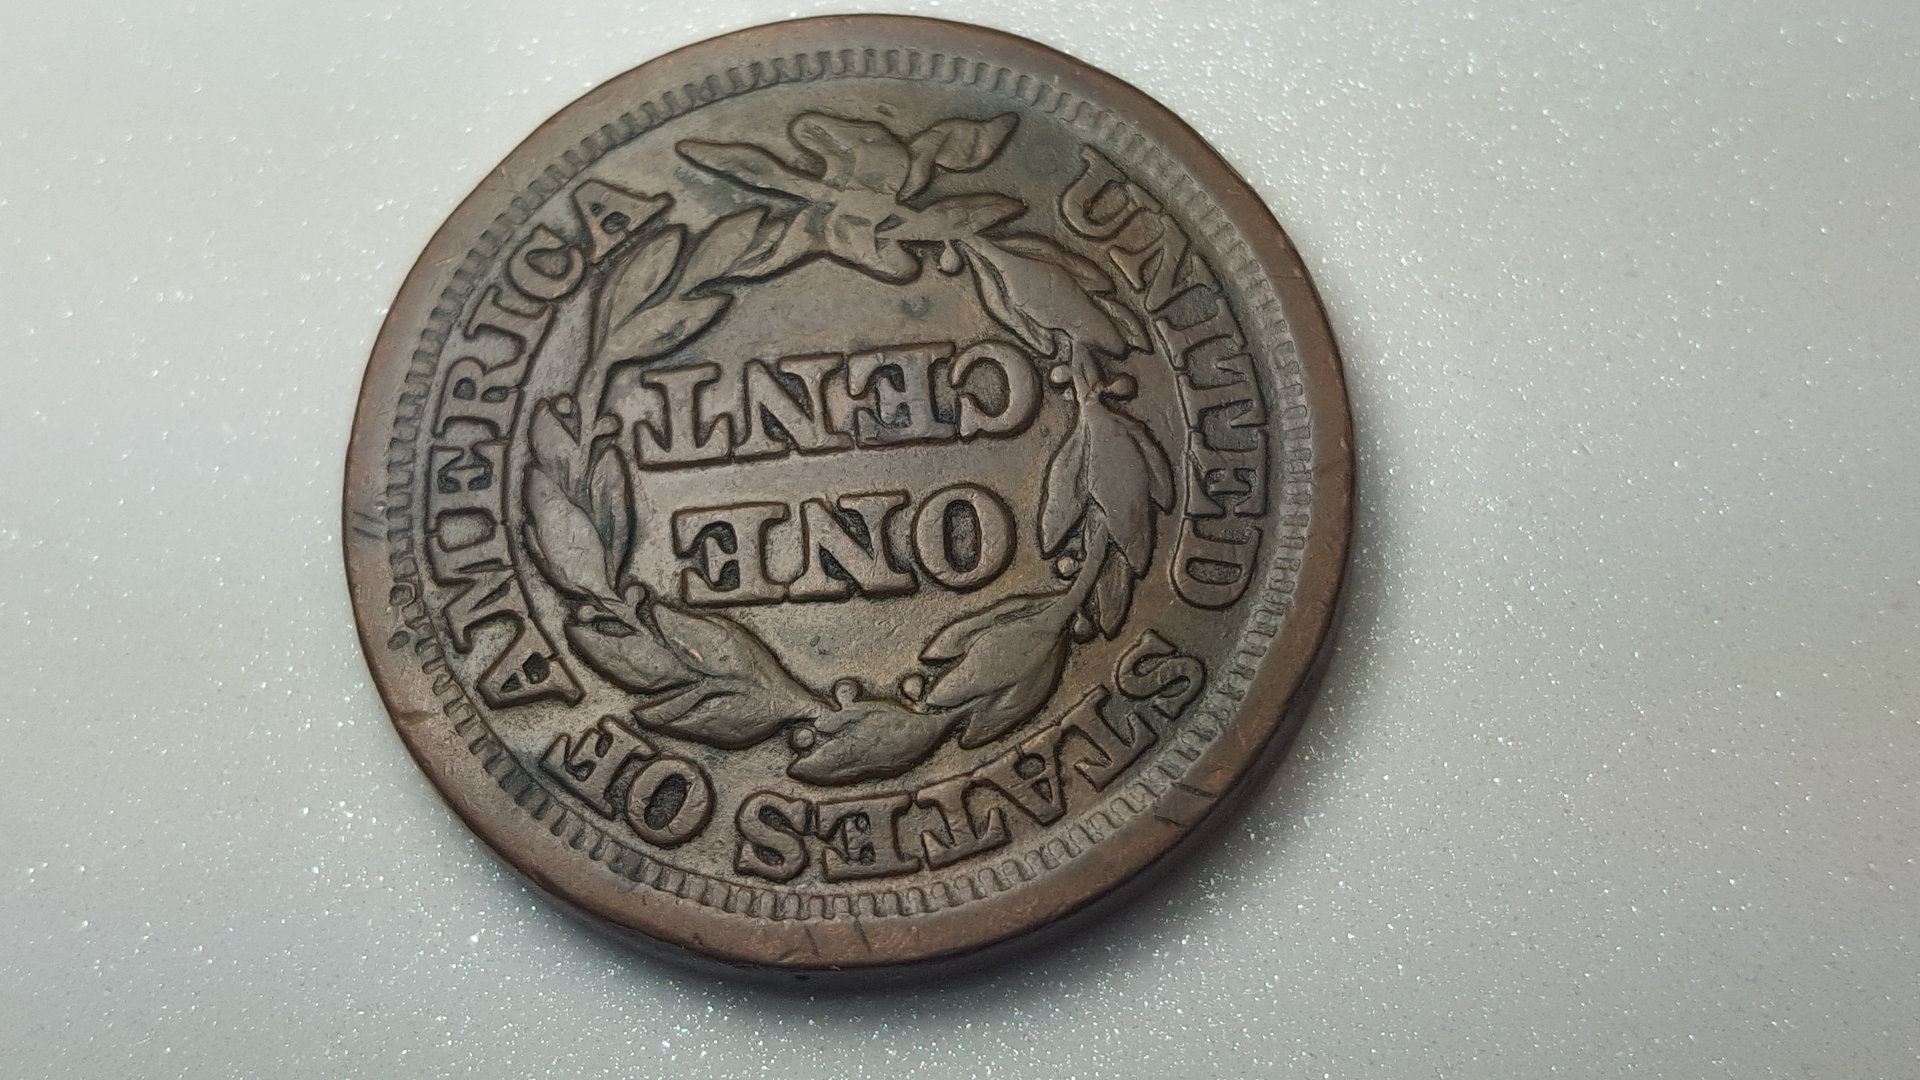 UNITED STATES OF AMERICA
ONE
CENT